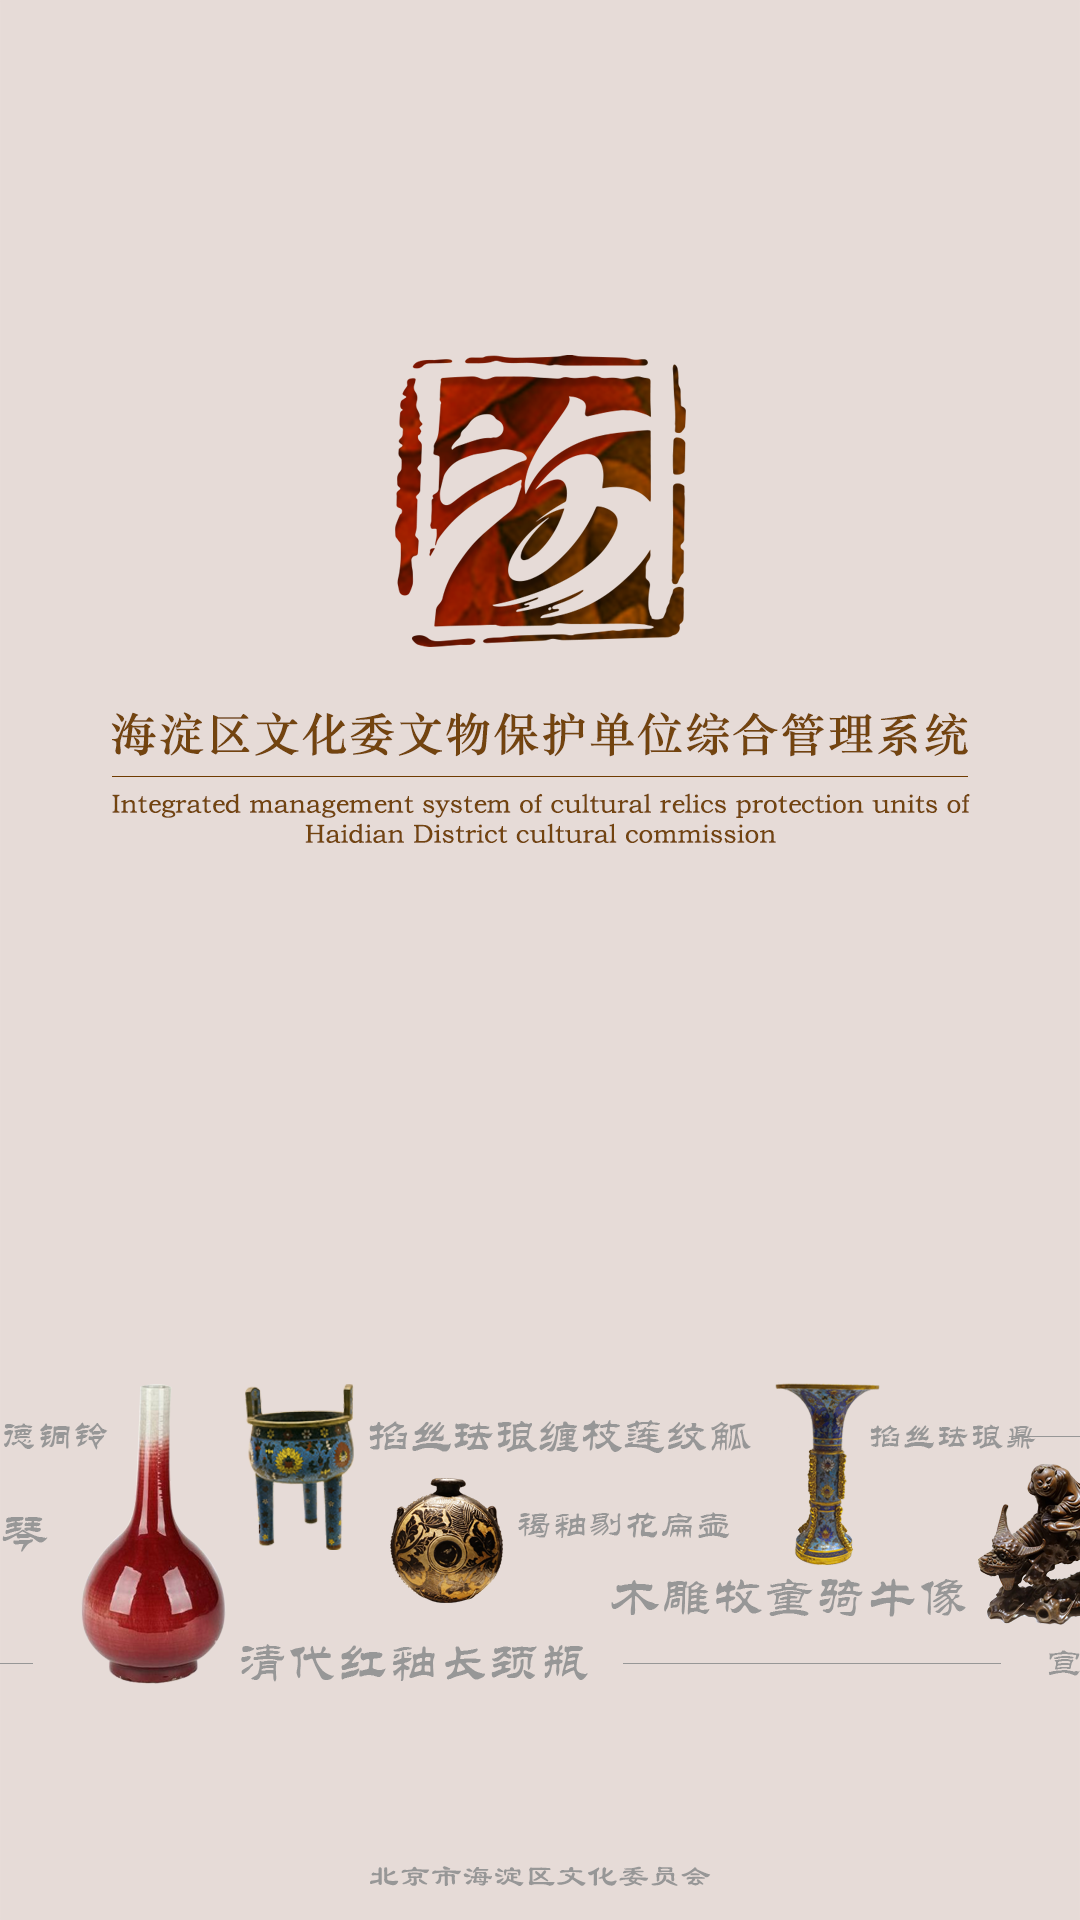 海
海淀区文化委文物保护单位综合管理系统
Integrated management system of cultural relics protection units of
Haidian District cultural commission
德铜铃
掐丝珐琅缠枝莲纹觚
掐丝珐琅鼎
琴
褐釉剔花扁壶
木雕牧童骑牛像
清代红釉长颈瓶
宣
北京市海淀区文化委员会